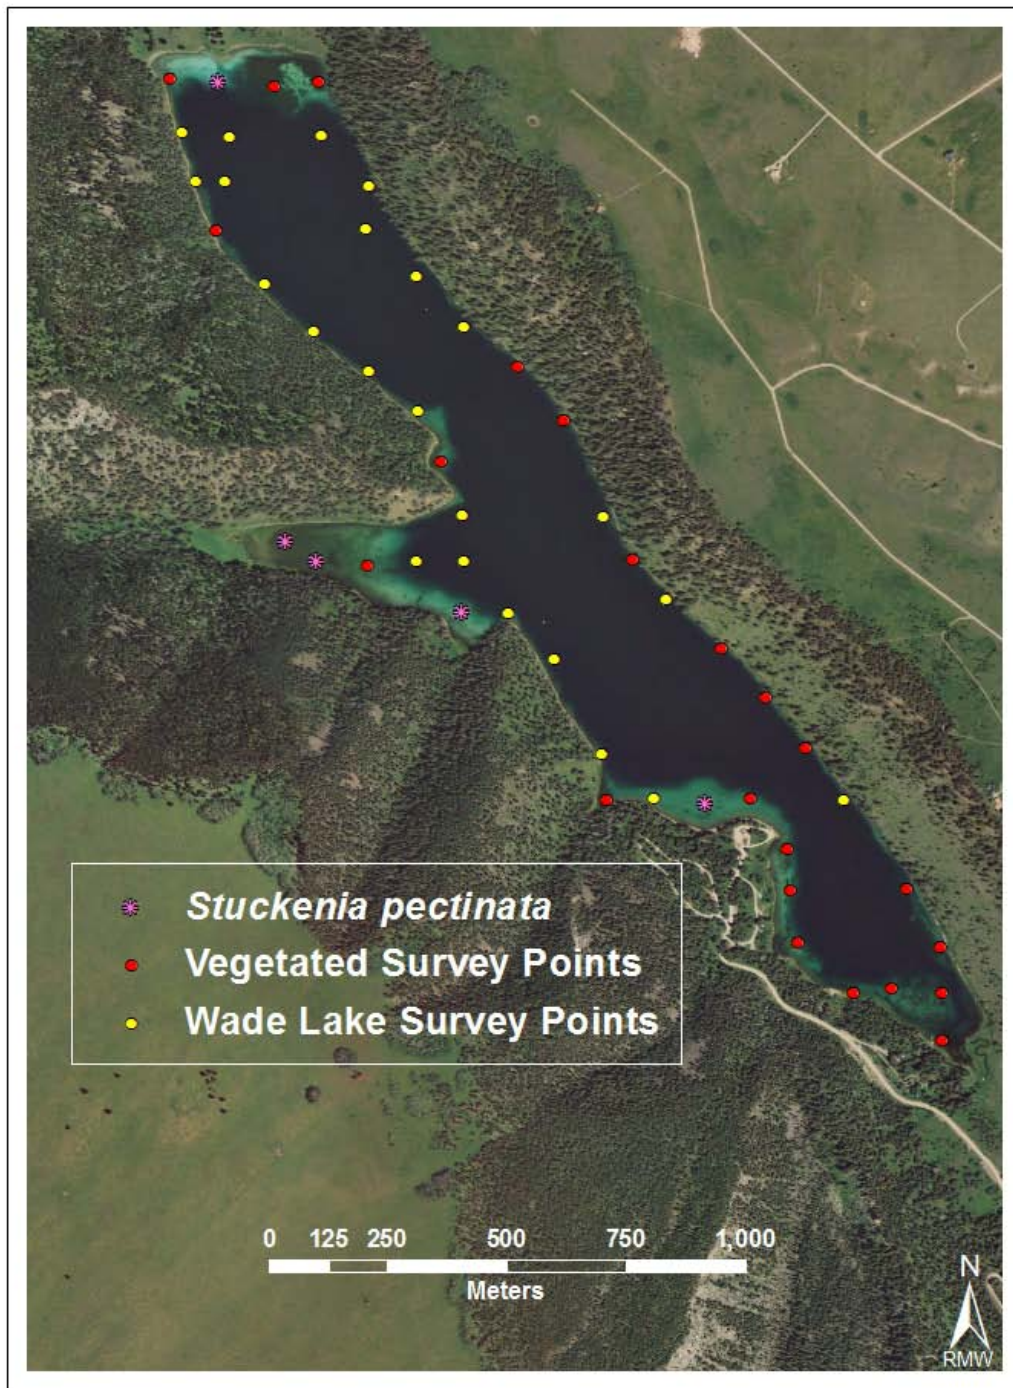 Stuckenia pectinata
Vegetated Survey Points
Wade Lake Survey Points
0 125 250 500 750 1,000
Meters
N
RMW